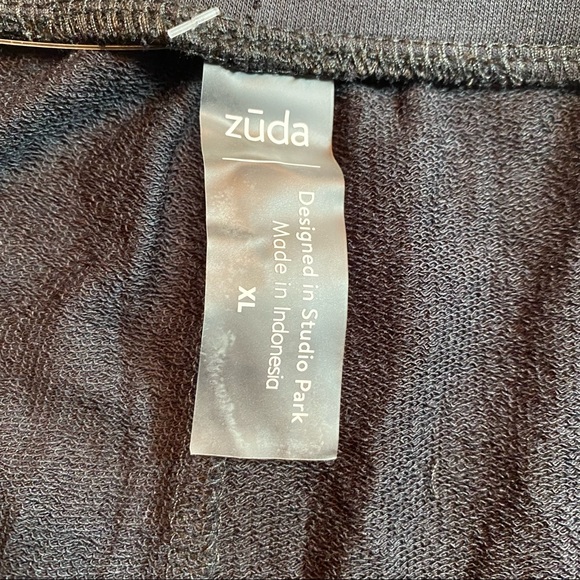 zūda
Designed in Studio Park
Made in Indonesia
XL